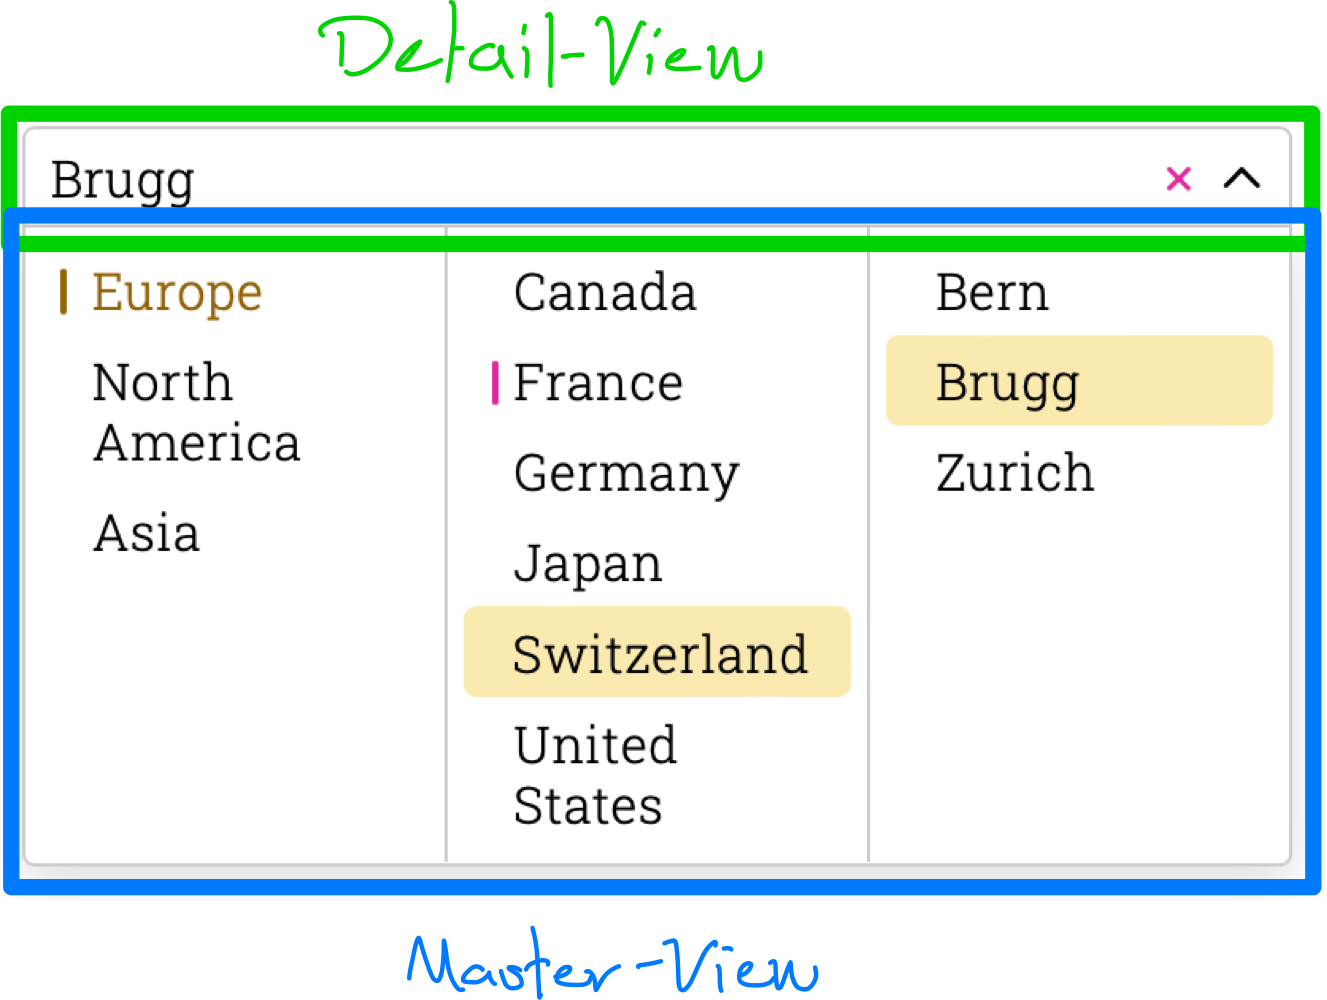 Detail-View
Brugg
Europe
North
America
Asia
Canada
France
Germany
Japan
Switzerland
United
States
Bern
Brugg
Zurich
Master-View